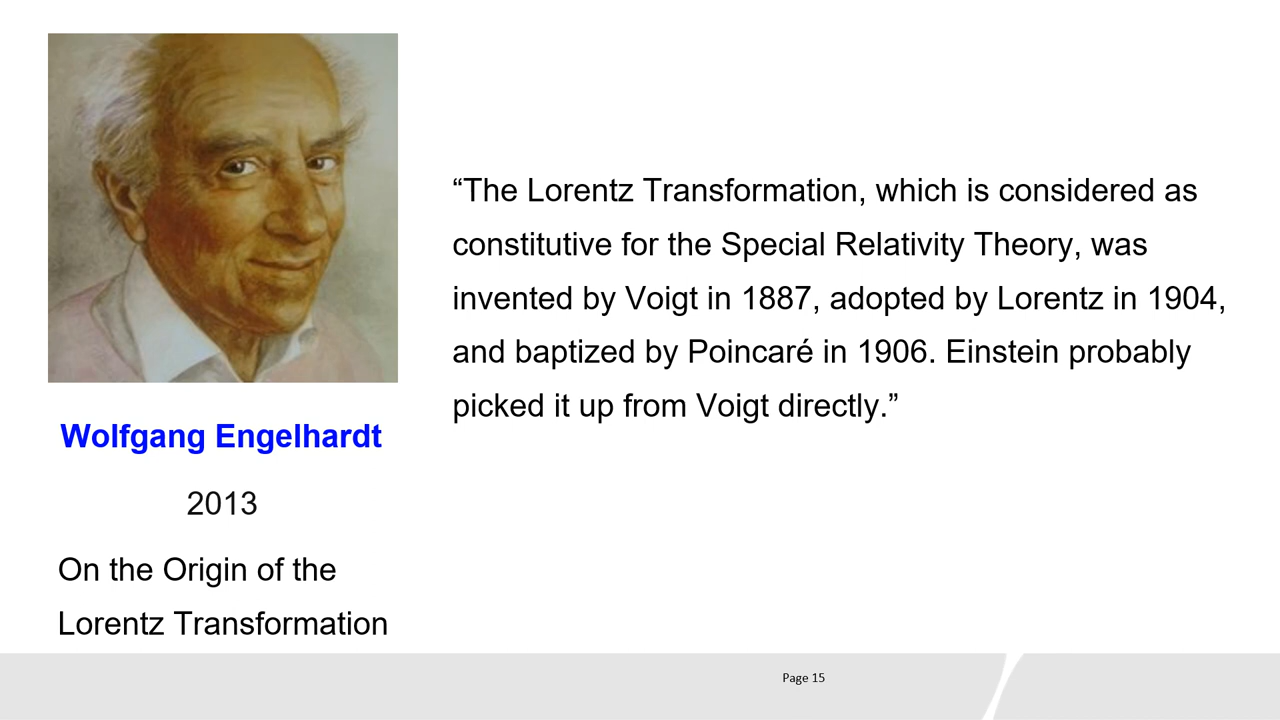 “The Lorentz Transformation, which is considered as
constitutive for the Special Relativity Theory, was
invented by Voigt in 1887, adopted by Lorentz in 1904,
and baptized by Poincaré in 1906. Einstein probably
picked it up from Voigt directly.”
Wolfgang Engelhardt
2013
On the Origin of the
Lorentz Transformation
Page 15